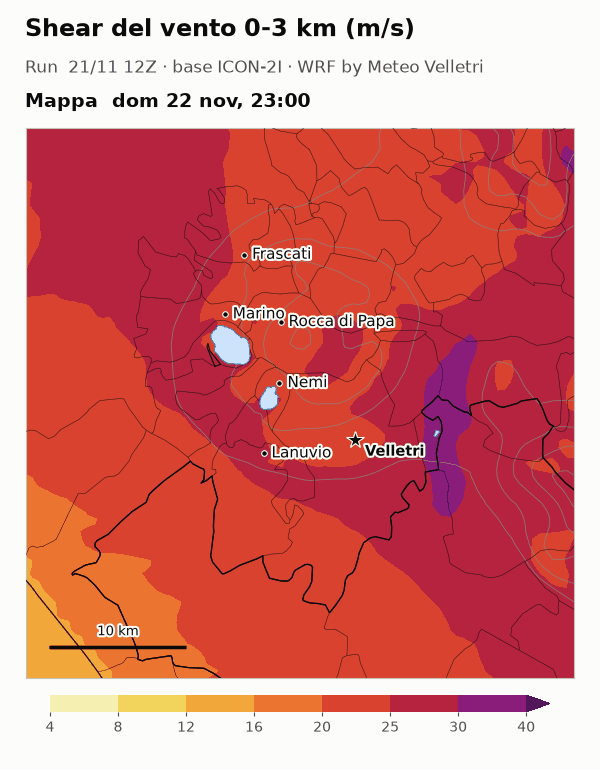 Shear del vento 0-3 km (m/s)
Run  21/11 12Z · base ICON-2I · WRF by Meteo Velletri
Mappa  dom 22 nov, 23:00
Frascati
Marino
Rocca di Papa
Nemi
Velletri
Lanuvio
10 km
4 8 12 16 20 25 30 40